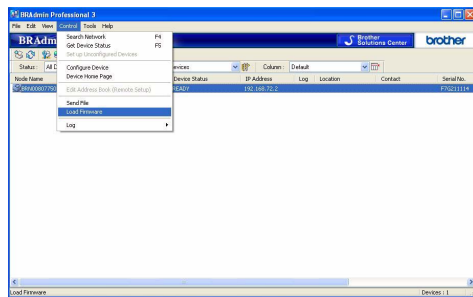 BRAdmin Professional 3
File Edit View Control Tools Help
BRAdm
Brother Solutions Center
brother
Search Network F4
Get Device Status F5
Set up Unconfigured Devices
Configure Device
Device Home Page
Edit Address Book (Remote Setup)
Send File
Load Firmware
Log
Status: All D
evices
Column: Default
Node Name Device Status IP Address Log Location Contact Serial No.
READY 192.168.72.2
Load Firmware Devices : 1